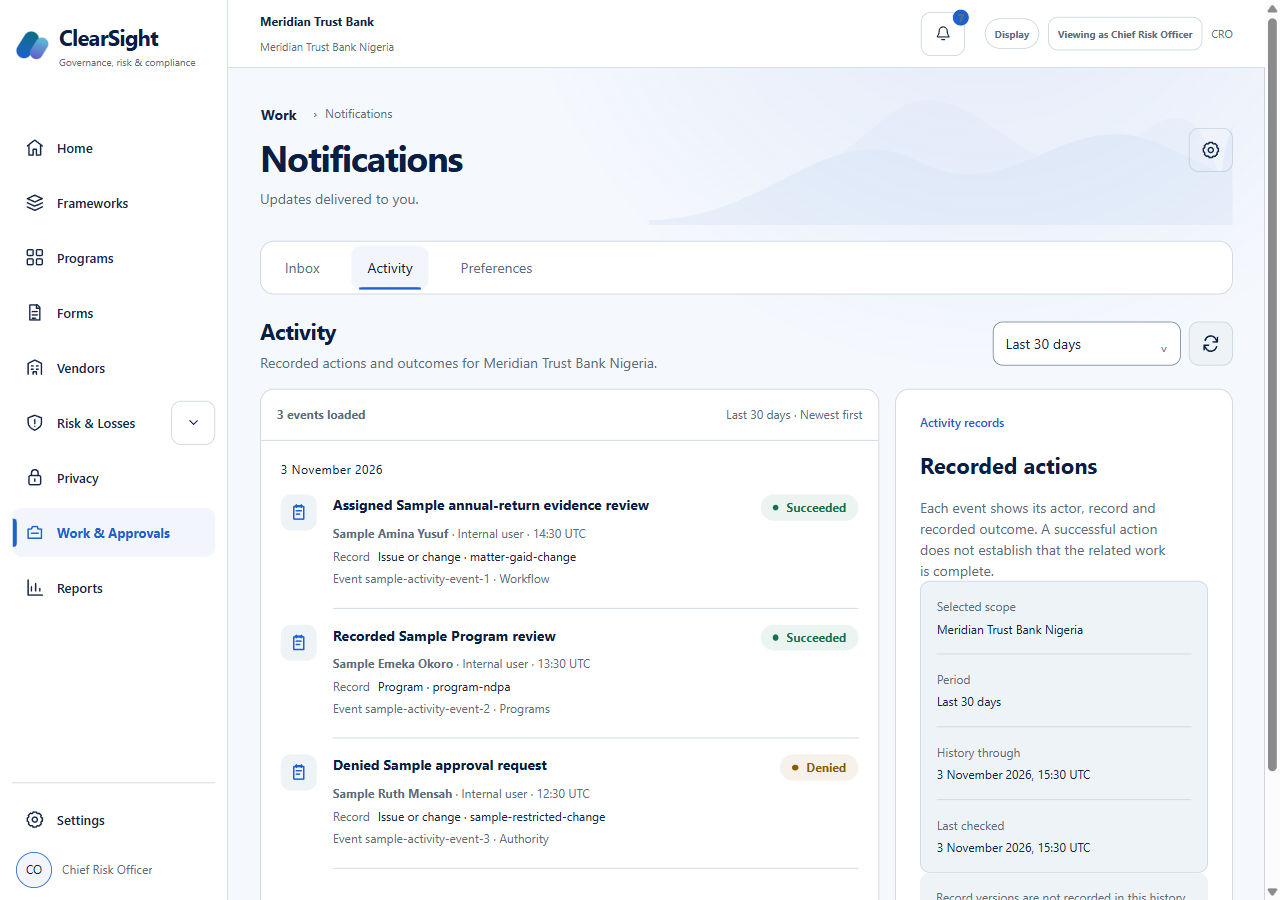 ClearSight
Governance, risk & compliance
Home
Frameworks
Programs
Forms
Vendors
Risk & Losses
Privacy
Work & Approvals
Reports
Settings
CO
Chief Risk Officer
Meridian Trust Bank
Meridian Trust Bank Nigeria
Display
Viewing as Chief Risk Officer
CRO
Work › Notifications
Notifications
Updates delivered to you.
Inbox
Activity
Preferences
Activity
Recorded actions and outcomes for Meridian Trust Bank Nigeria.
Last 30 days
3 events loaded
Last 30 days · Newest first
3 November 2026
Assigned Sample annual-return evidence review
Succeeded
Sample Amina Yusuf · Internal user · 14:30 UTC
Record Issue or change · matter-gaid-change
Event sample-activity-event-1 · Workflow
Recorded Sample Program review
Succeeded
Sample Emeka Okoro · Internal user · 13:30 UTC
Record Program · program-ndpa
Event sample-activity-event-2 · Programs
Denied Sample approval request
Denied
Sample Ruth Mensah · Internal user · 12:30 UTC
Record Issue or change · sample-restricted-change
Event sample-activity-event-3 · Authority
Activity records
Recorded actions
Each event shows its actor, record and
recorded outcome. A successful action
does not establish that the related work
is complete.
Selected scope
Meridian Trust Bank Nigeria
Period
Last 30 days
History through
3 November 2026, 15:30 UTC
Last checked
3 November 2026, 15:30 UTC
Record versions are not recorded in this history